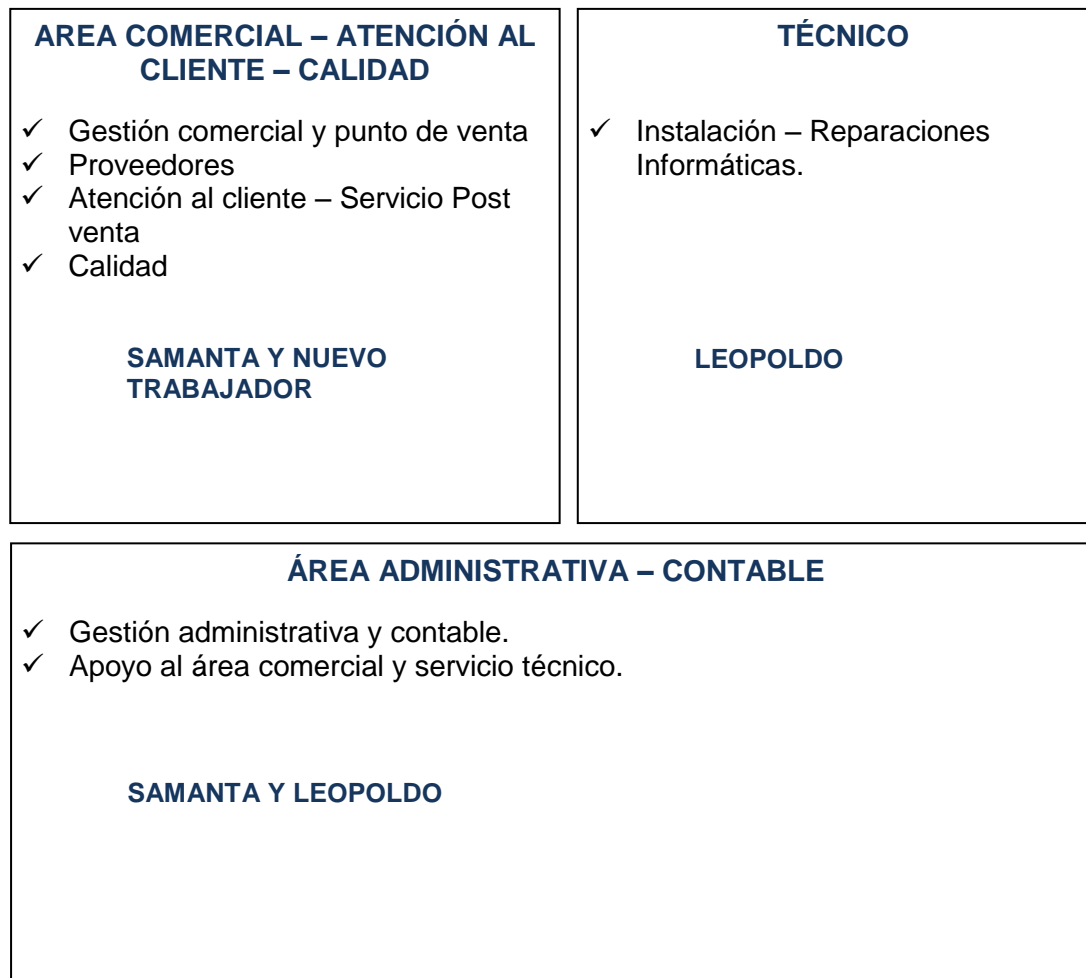 AREA COMERCIAL – ATENCIÓN AL
CLIENTE – CALIDAD
✓ Gestión comercial y punto de venta
✓ Proveedores
✓ Atención al cliente – Servicio Post
venta
✓ Calidad
SAMANTA Y NUEVO
TRABAJADOR
TÉCNICO
✓ Instalación – Reparaciones
Informáticas.
LEOPOLDO
ÁREA ADMINISTRATIVA – CONTABLE
✓ Gestión administrativa y contable.
✓ Apoyo al área comercial y servicio técnico.
SAMANTA Y LEOPOLDO